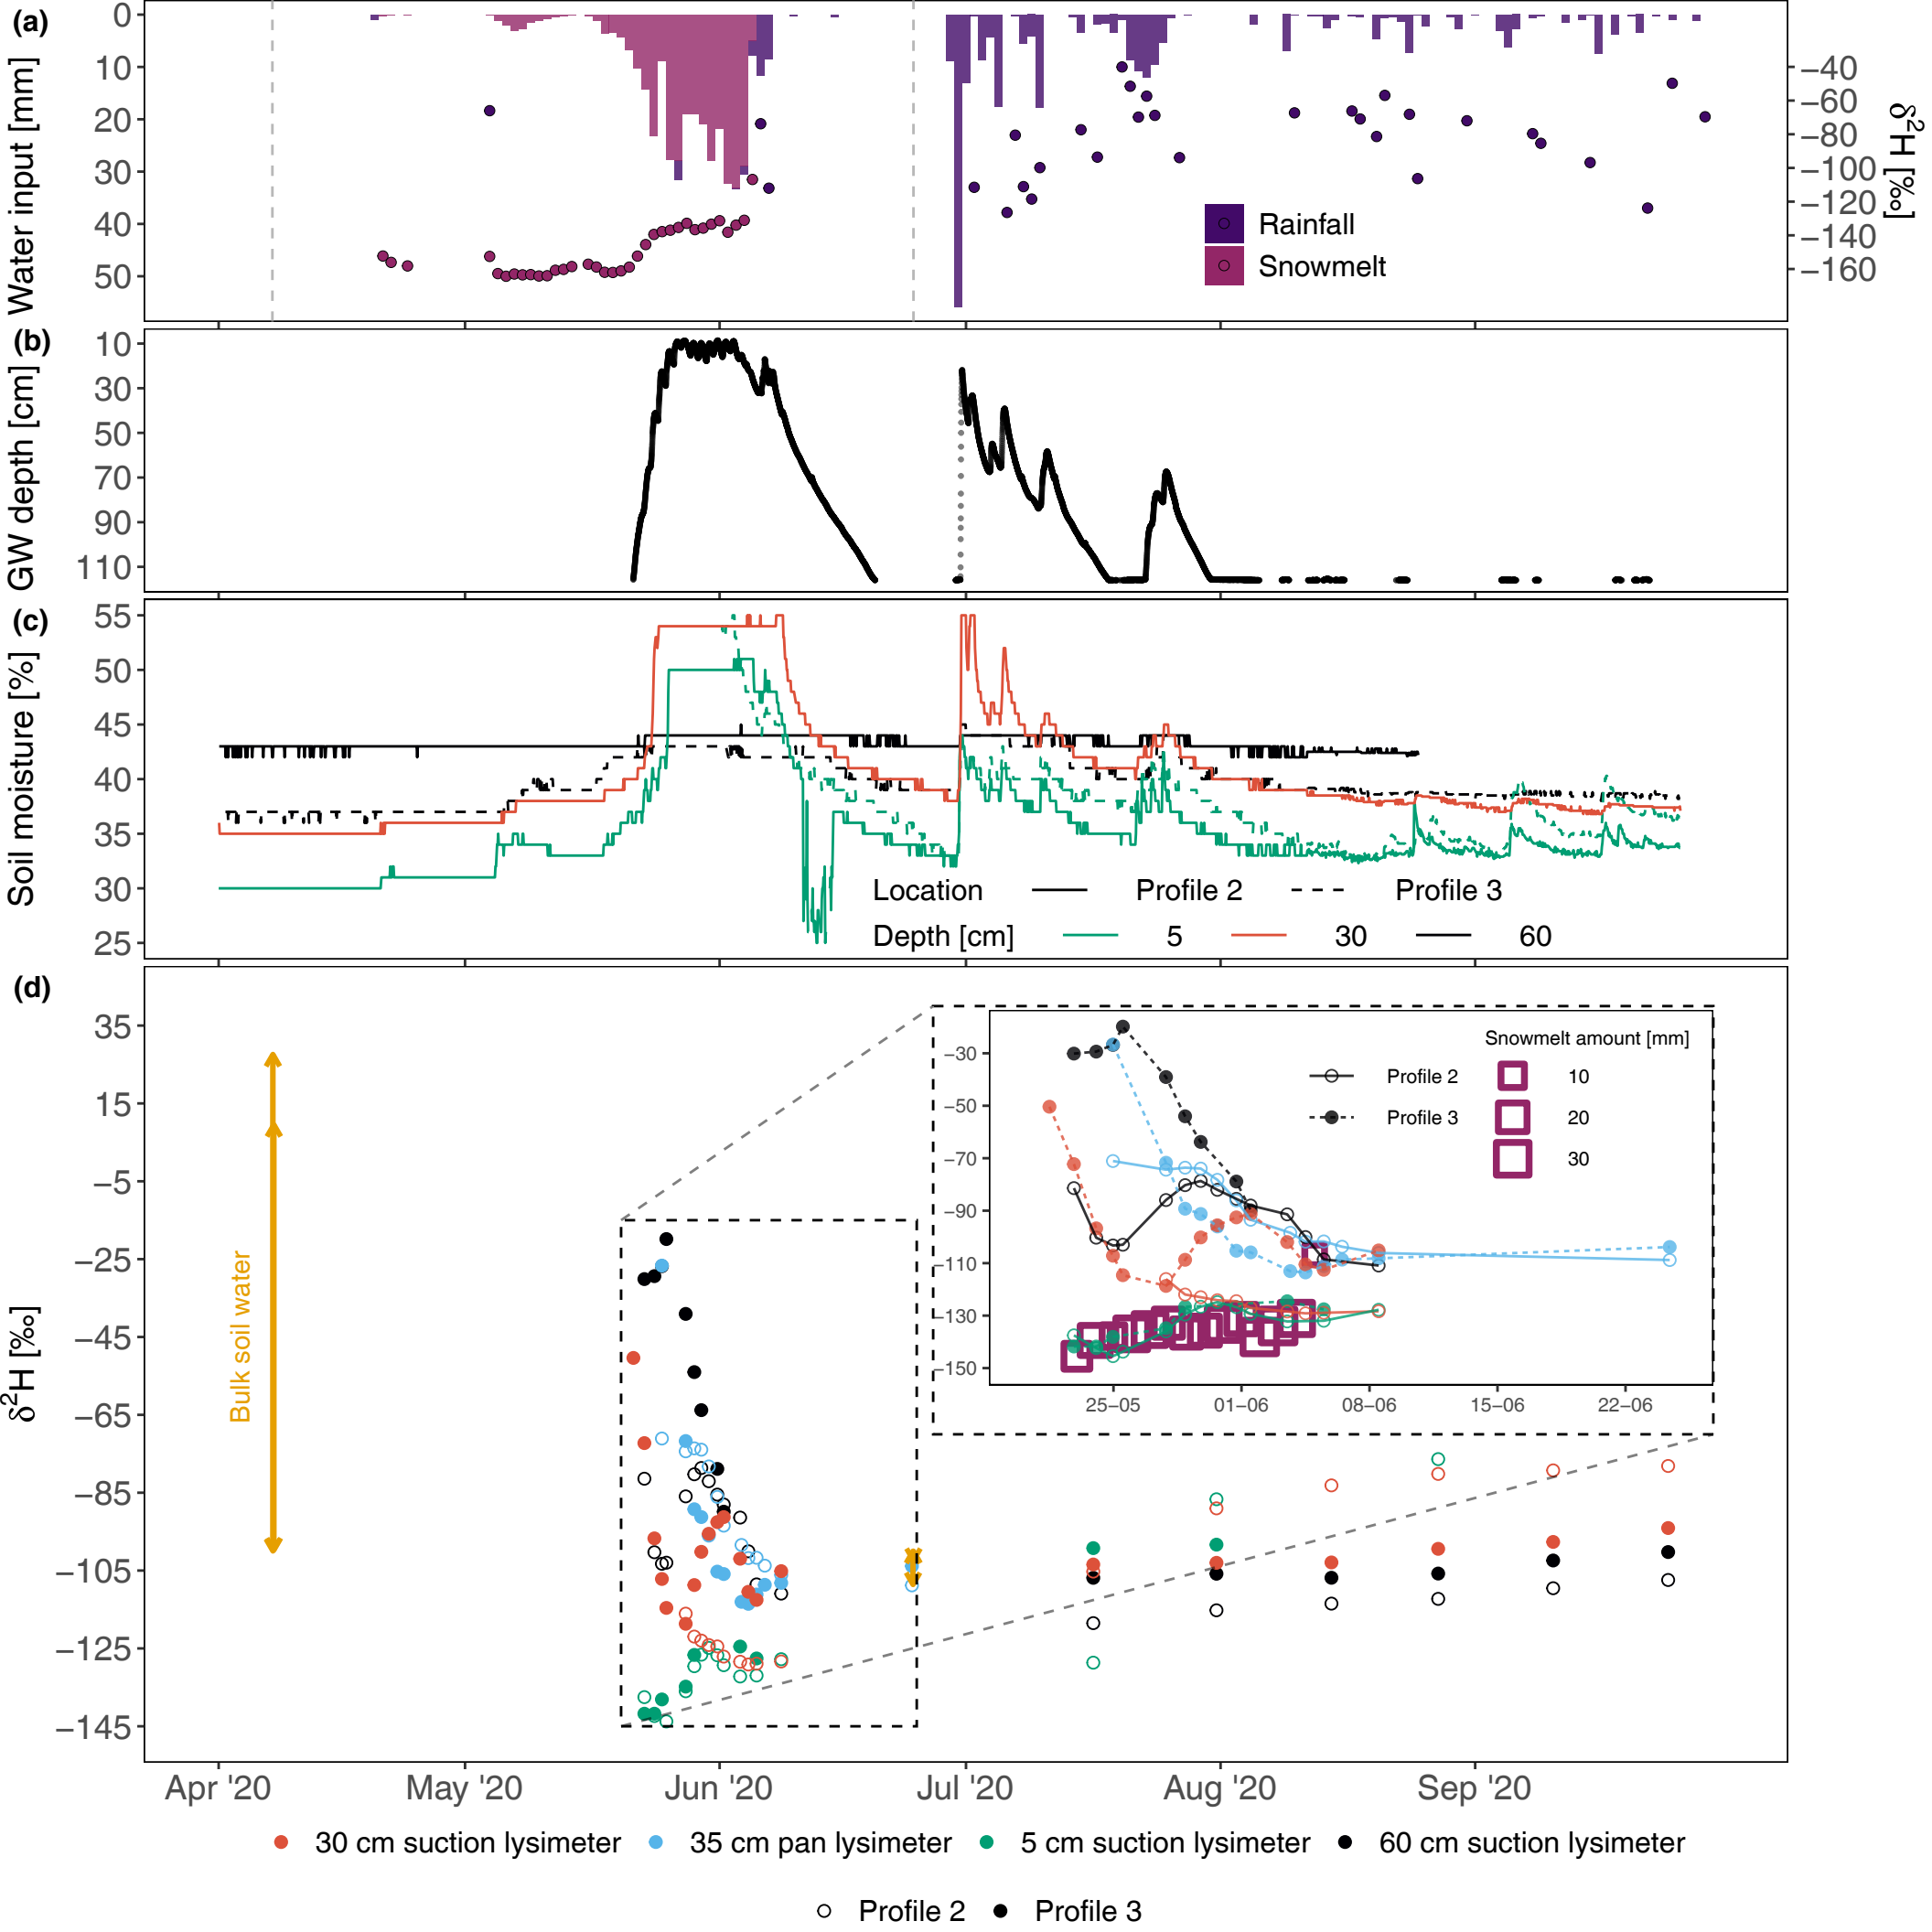 (a)
Water input [mm]
0
10
20
30
40
50
−40
−60
−80
−100
−120
−140
−160
δ²H [‰]
Rainfall
Snowmelt
(b)
GW depth [cm]
10
30
50
70
90
110
(c)
Soil moisture [%]
55
50
45
40
35
30
25
Location Profile 2 Profile 3
Depth [cm] 5 30 60
(d)
δ²H [‰]
35
15
−5
−25
−45
−65
−85
−105
−125
−145
Bulk soil water
−30
−50
−70
−90
−110
−130
−150
Snowmelt amount [mm]
Profile 2 10
Profile 3 20
30
25−05 01−06 08−06 15−06 22−06
Apr '20 May '20 Jun '20 Jul '20 Aug '20 Sep '20
30 cm suction lysimeter 35 cm pan lysimeter 5 cm suction lysimeter 60 cm suction lysimeter
Profile 2 Profile 3